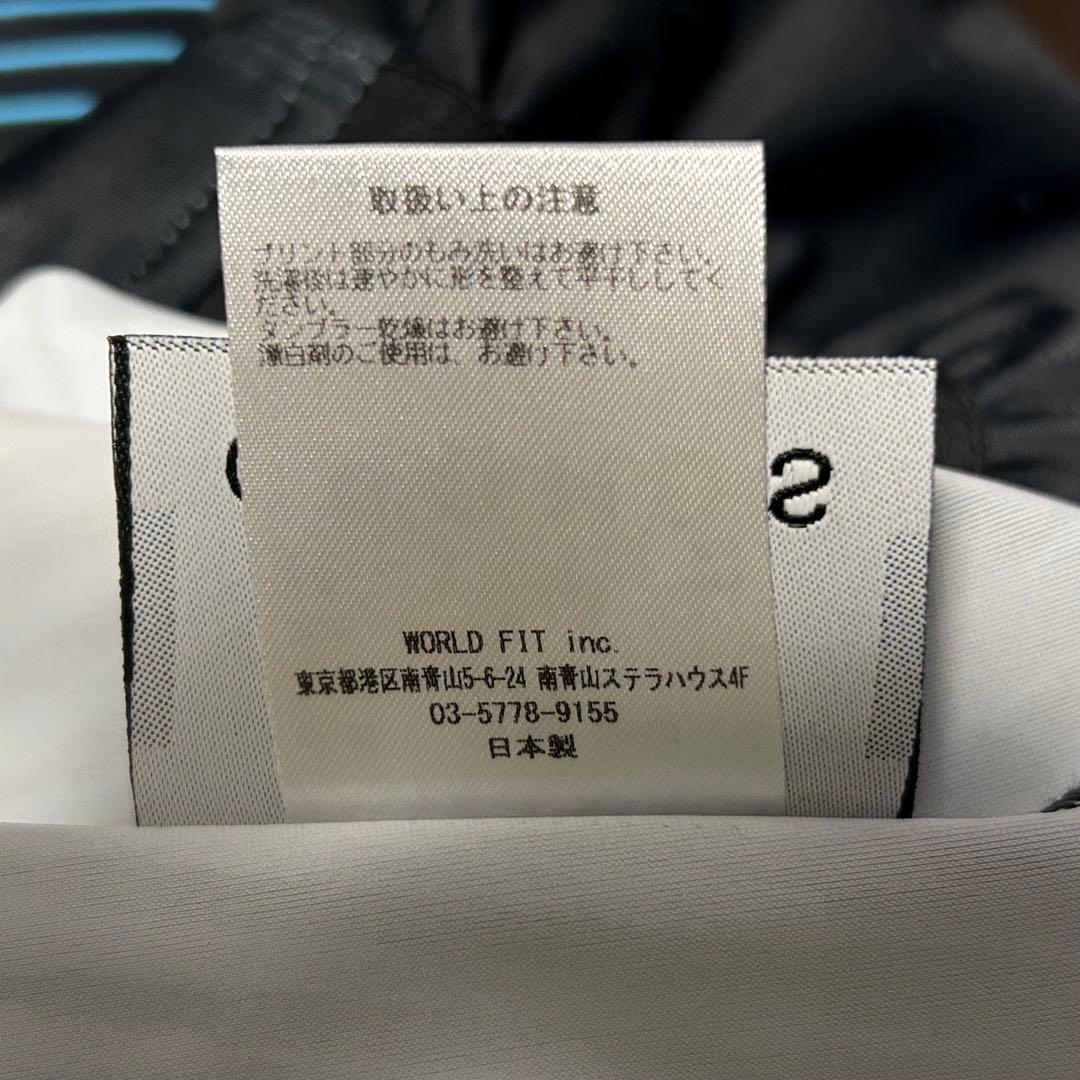 取扱い上の注意
プリント部分のもみ洗いはお避け下さい。
洗濯後は速やかに形を整えて平干ししてく
ださい。
タンブラー乾燥はお避け下さい。
漂白剤のご使用は、お避け下さい。
S
WORLD FIT inc.
東京都港区南青山5-6-24 南青山ステラハウス4F
03-5778-9155
日本製